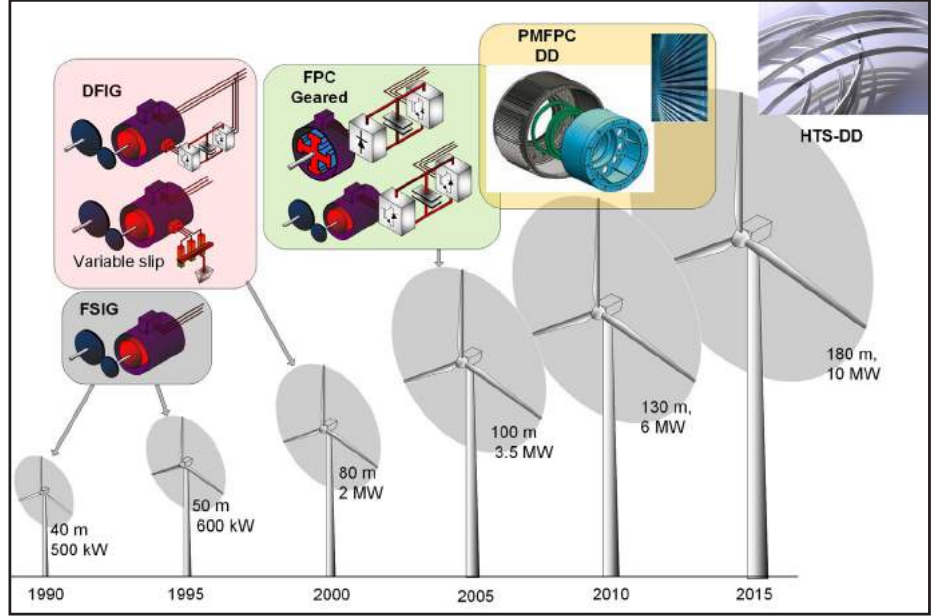 DFIG
Variable slip
FSIG
FPC
Geared
PMFPC
DD
HTS-DD
40 m
500 kW
50 m
600 kW
80 m
2 MW
100 m
3.5 MW
130 m,
6 MW
180 m,
10 MW
1990
1995
2000
2005
2010
2015